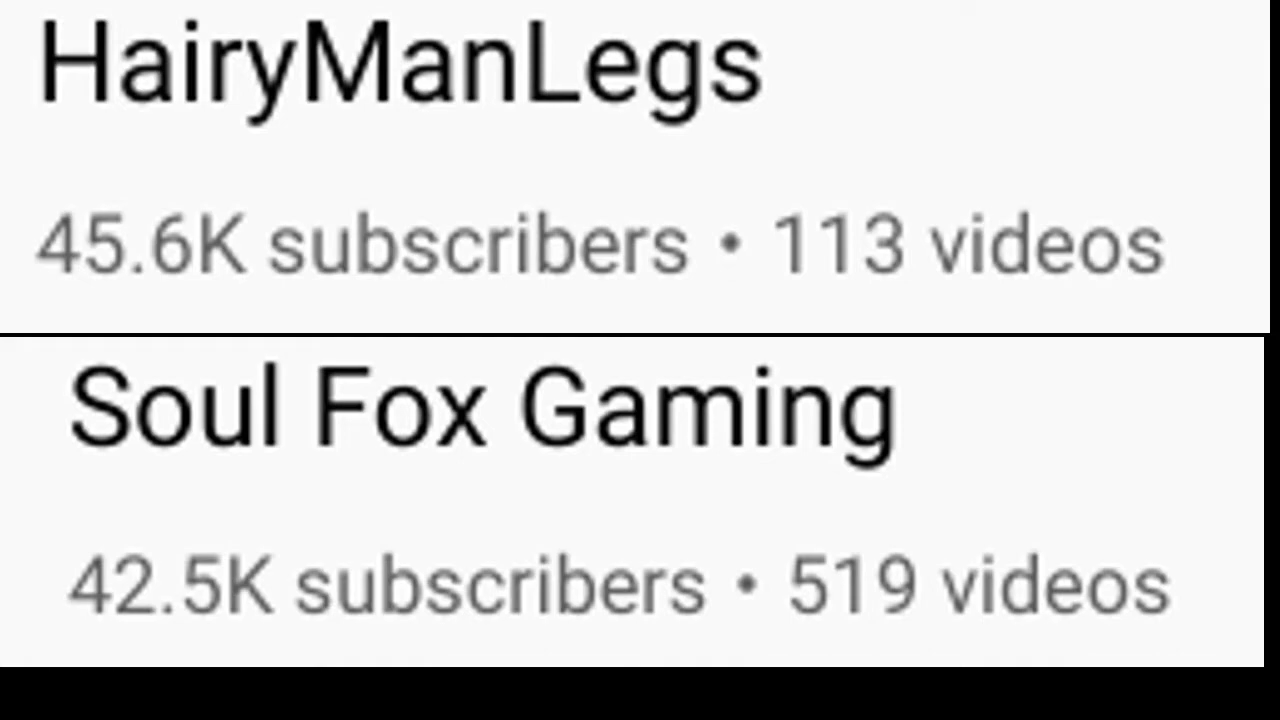 HairyManLegs
45.6K subscribers • 113 videos
Soul Fox Gaming
42.5K subscribers • 519 videos